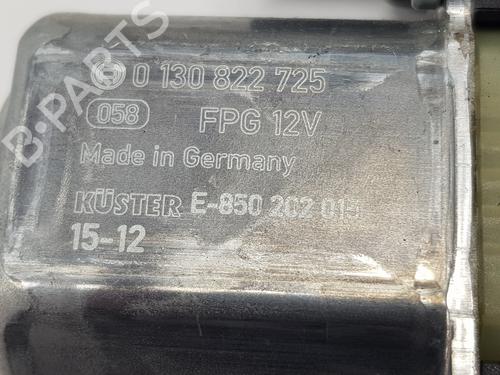 0 130 822 725
058 FPG 12V
Made in Germany
KÜSTER E-850 202 015
15-12
B-PARTS